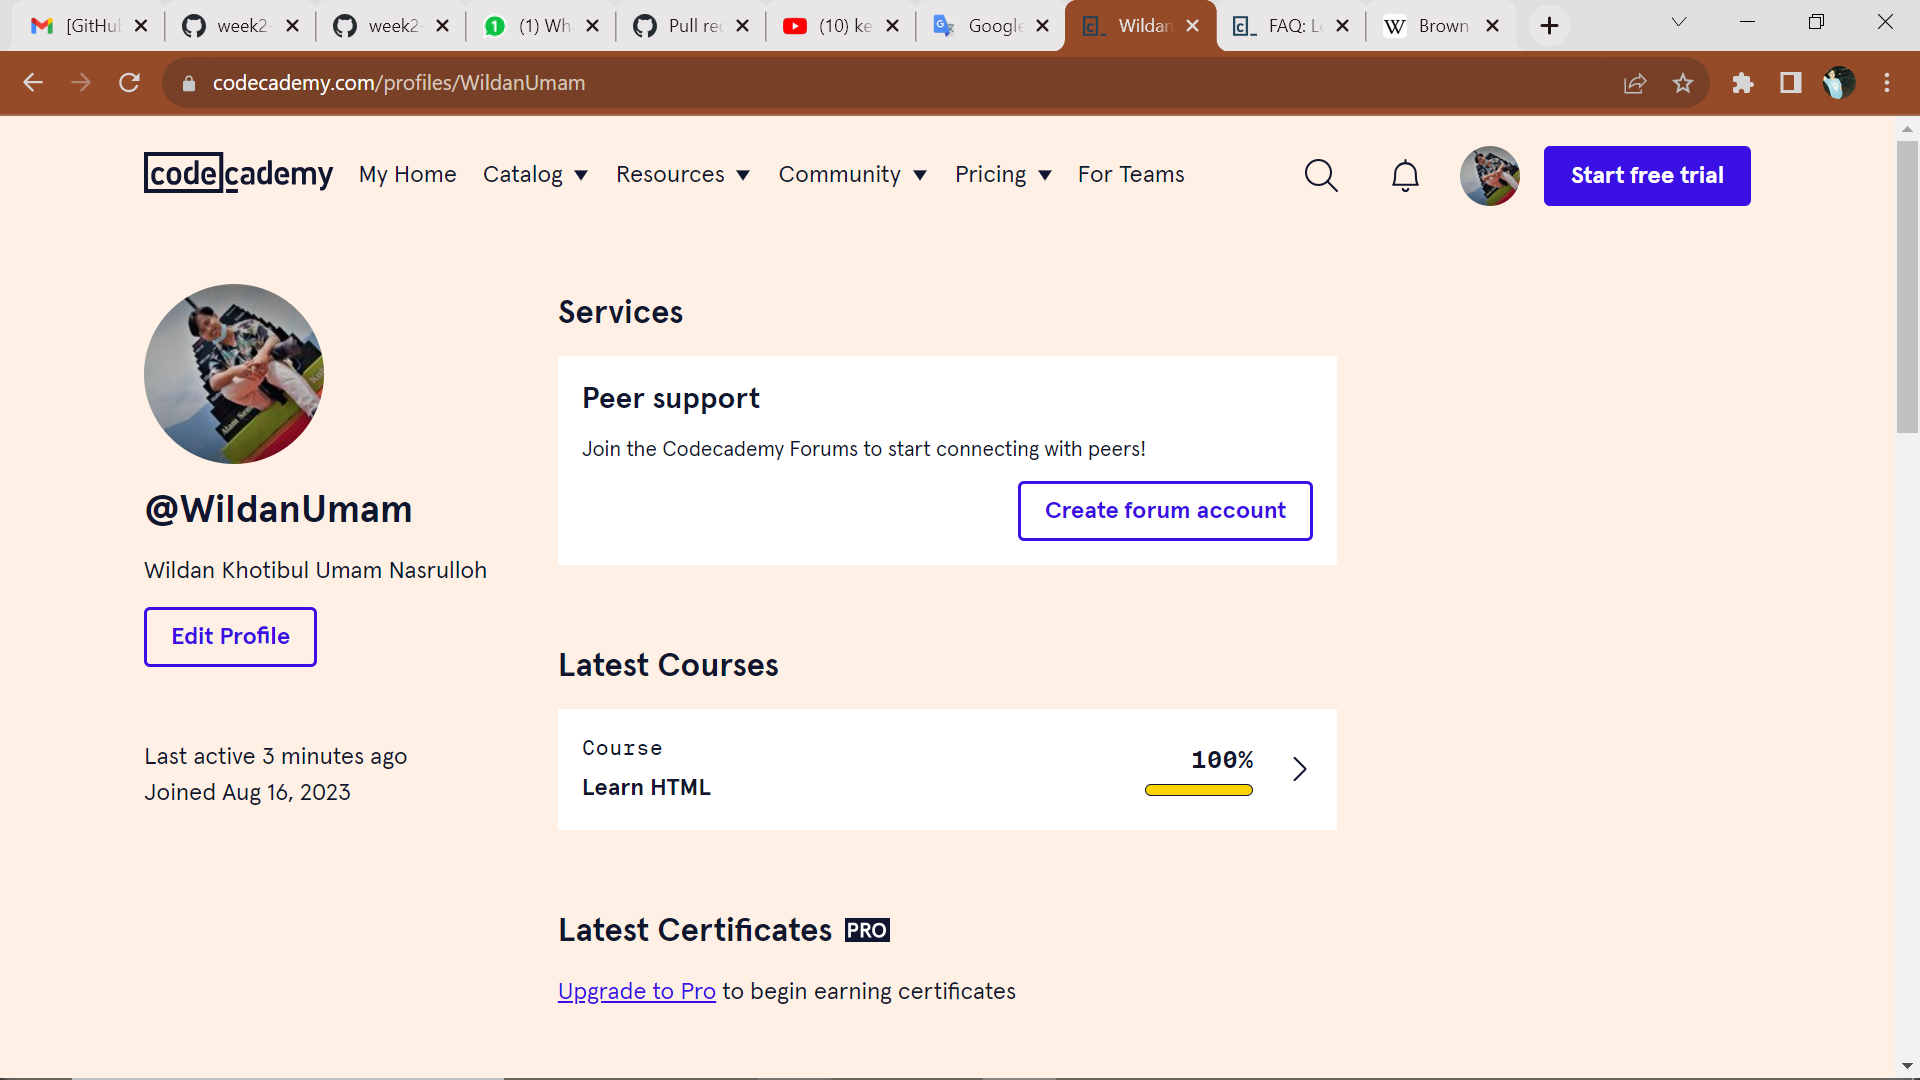 [GitHu
week2-
week2-
(1) Wh
Pull re
(10) ke
Google
Wildan
FAQ: Le
Brown
codecademy.com/profiles/WildanUmam
codecademy
My Home
Catalog
Resources
Community
Pricing
For Teams
Start free trial
@WildanUmam
Wildan Khotibul Umam Nasrulloh
Edit Profile
Last active 3 minutes ago
Joined Aug 16, 2023
Services
Peer support
Join the Codecademy Forums to start connecting with peers!
Create forum account
Latest Courses
Course
Learn HTML
100%
Latest Certificates PRO
Upgrade to Pro to begin earning certificates